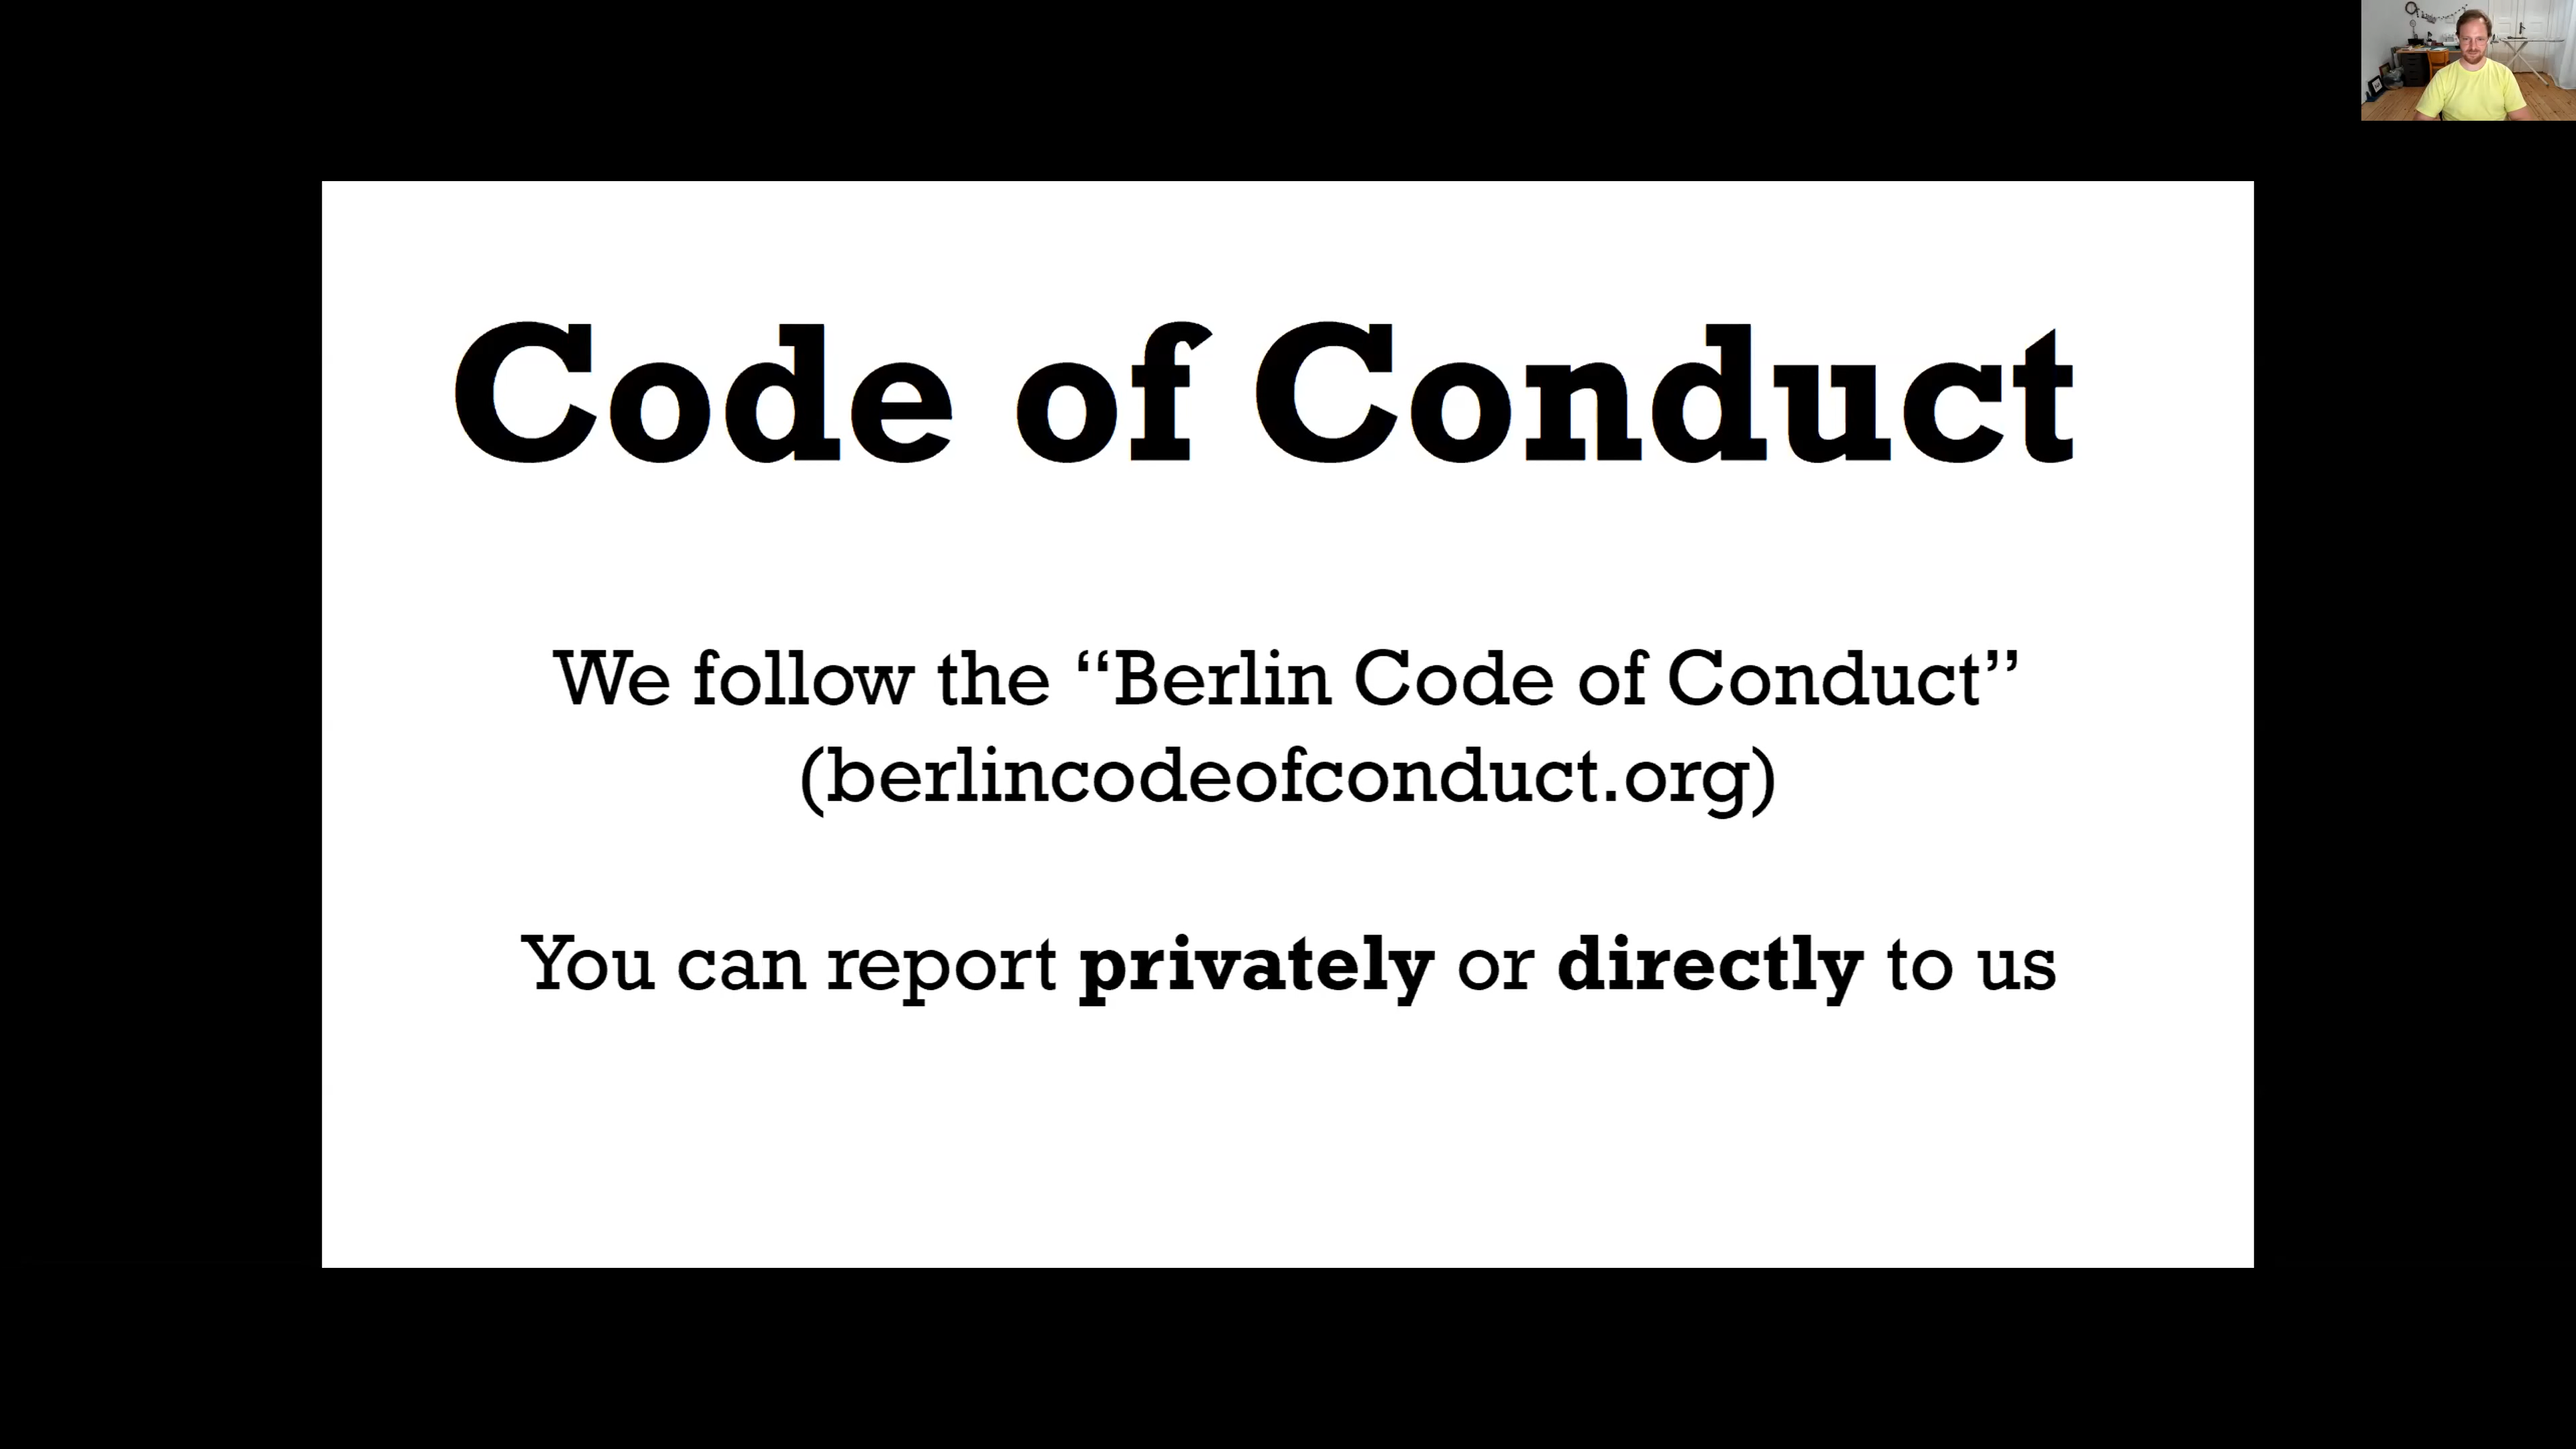 Code of Conduct
We follow the “Berlin Code of Conduct”
(berlincodeofconduct.org)
You can report privately or directly to us